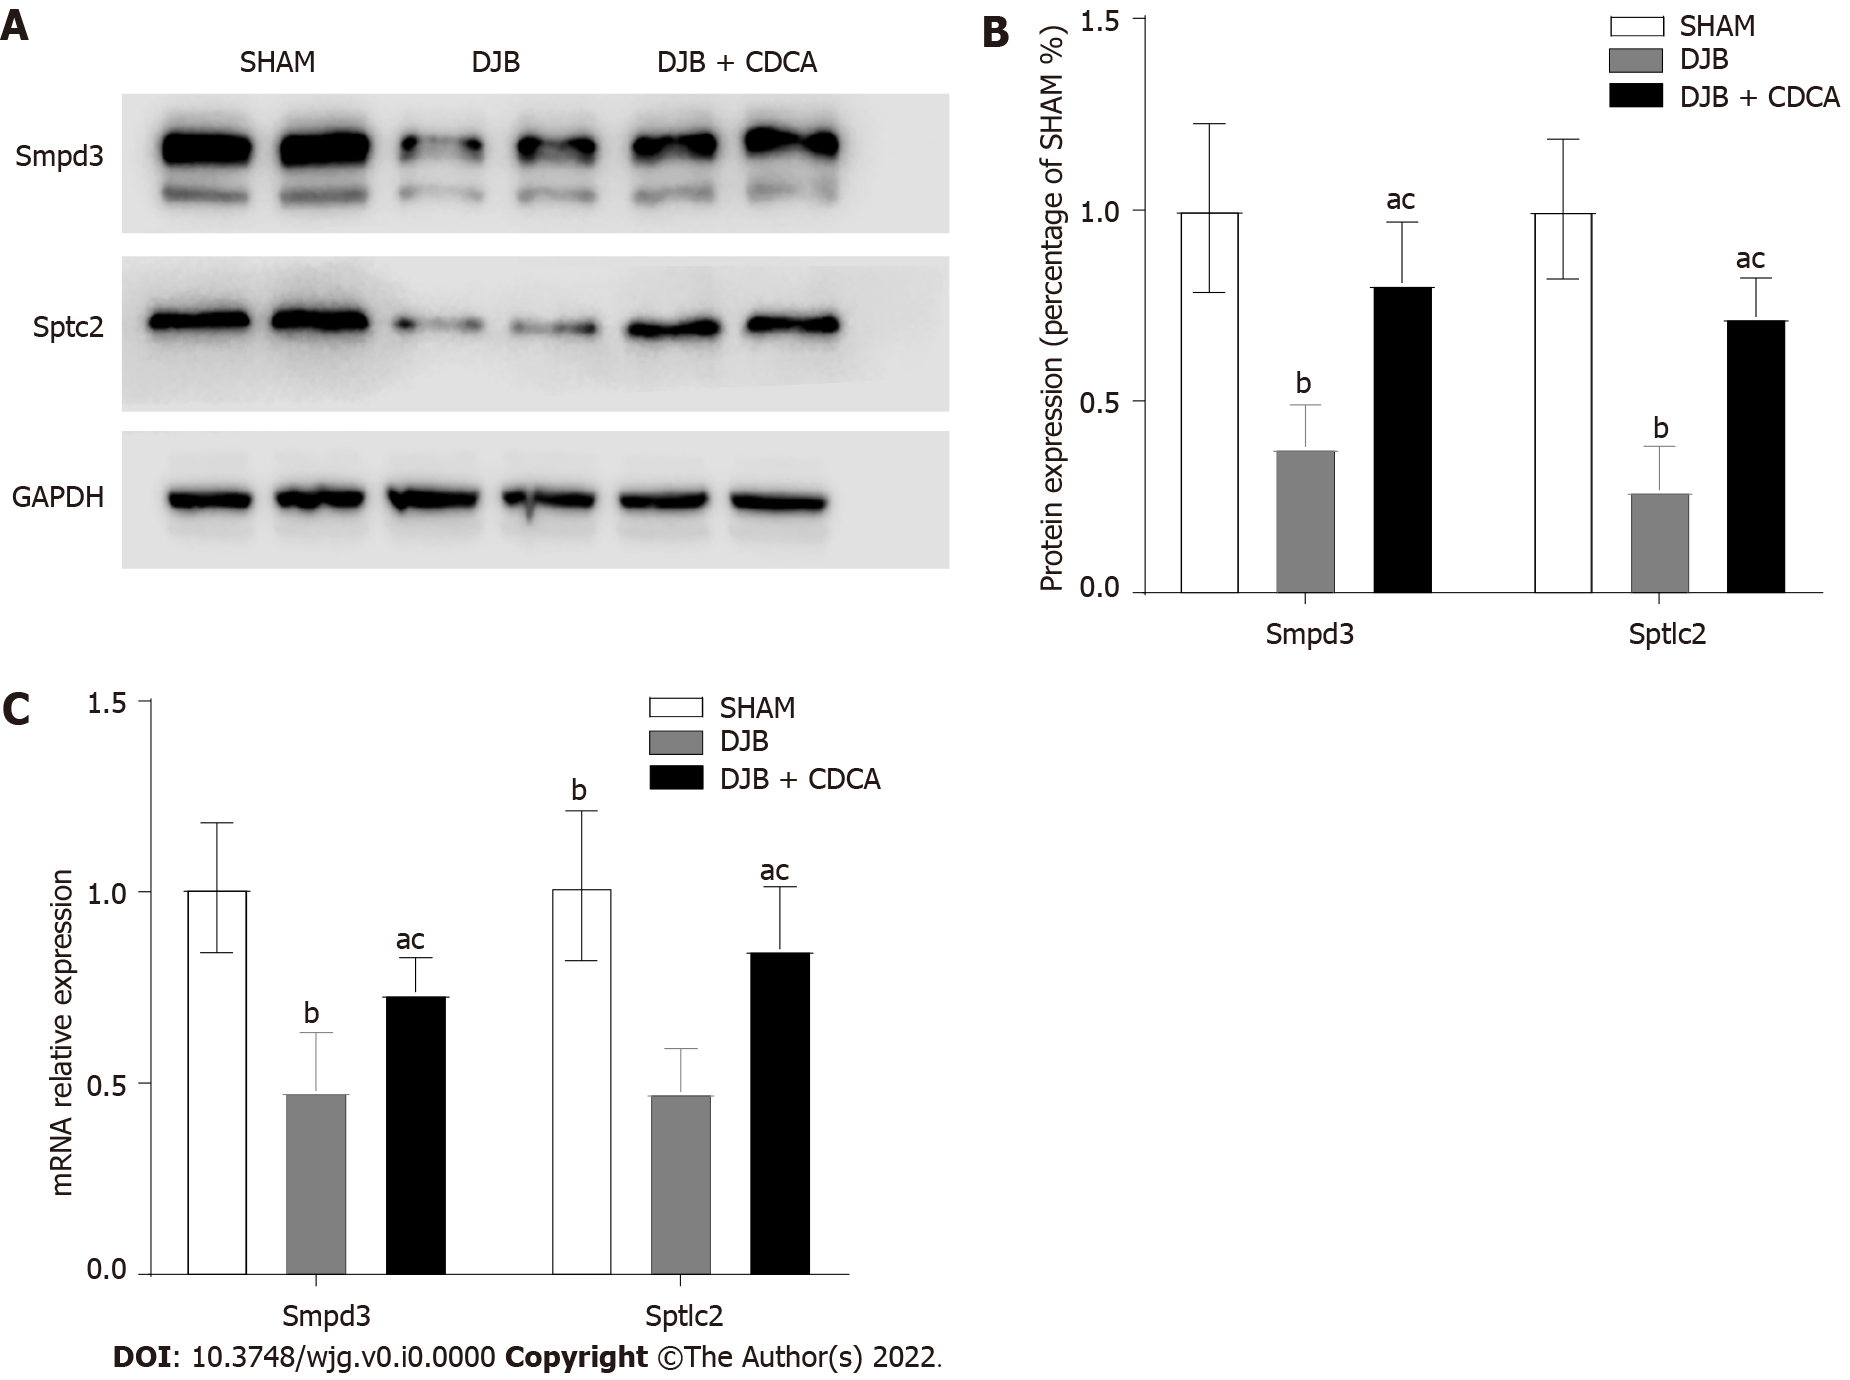 A
SHAM DJB DJB + CDCA
Smpd3
Sptc2
GAPDH
B
Protein expression (percentage of SHAM %)
1.5
1.0
0.5
0.0
SHAM
DJB
DJB + CDCA
b
ac
b
ac
Smpd3 Sptlc2
C
mRNA relative expression
1.5
1.0
0.5
0.0
SHAM
DJB
DJB + CDCA
b
ac
b
ac
Smpd3 Sptlc2
DOI: 10.3748/wjg.v0.i0.0000 Copyright ©The Author(s) 2022.